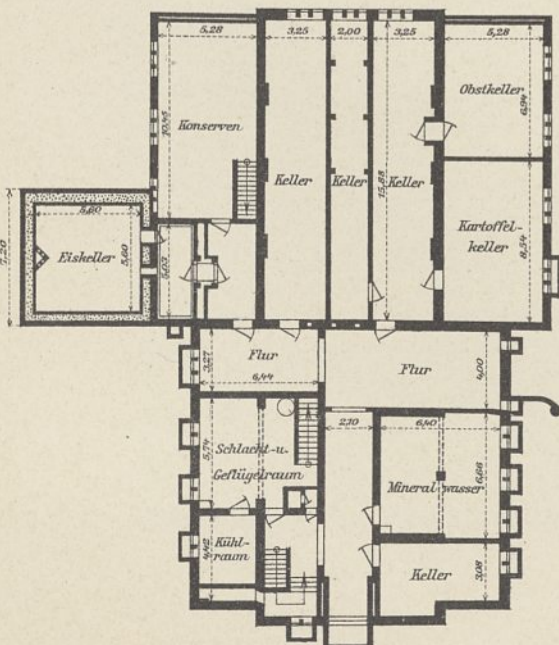 5,28
3,25
2,00
3,25
5,28
Konserven
10,45
Keller
Keller
Keller
15,88
Obstkeller
6,94
Kartoffel-
keller
8,54
7,20
5,60
Eiskeller
5,60
5,03
Flur
3,27
6,44
Flur
4,00
5,74
Schlacht-u.
Geflügelraum
2,10
6,40
Mineralwasser
6,66
4,42
Kühl-
raum
Keller
3,08